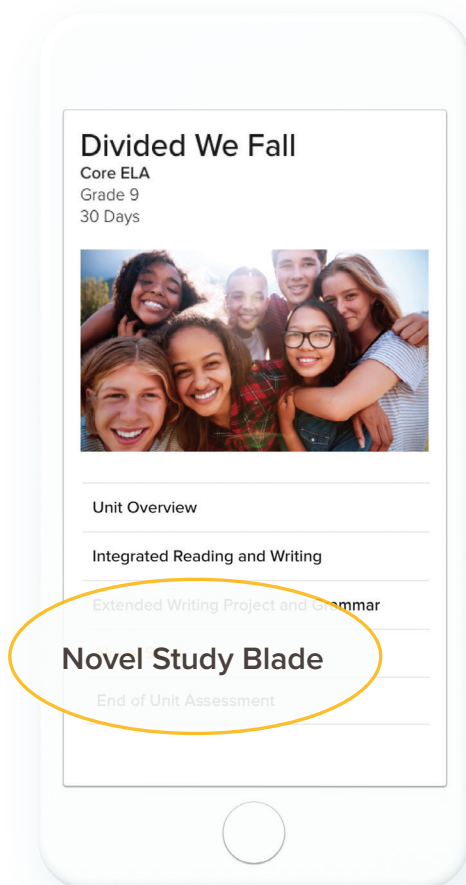 Divided We Fall
Core ELA
Grade 9
30 Days
Unit Overview
Integrated Reading and Writing
Extended Writing Project and Grammar
Novel Study Blade
End of Unit Assessment